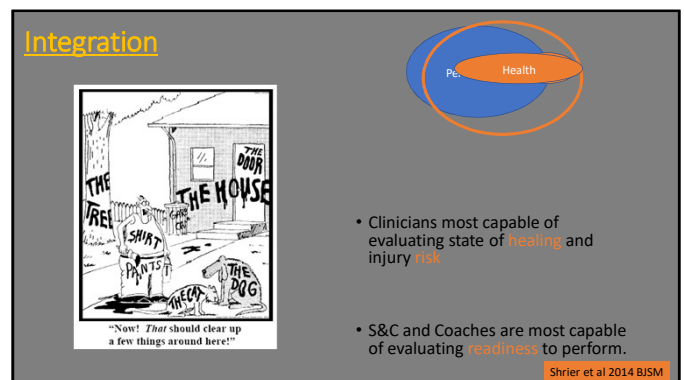 Integration
Health
THE TREE
THE HOUSE
THE DOOR
SHIRT
PANTS
THE CAT
THE DOG
“Now! That should clear up
a few things around here!”
• Clinicians most capable of
evaluating state of healing and
injury risk
• S&C and Coaches are most capable
of evaluating readiness to perform.
Shrier et al 2014 BJSM